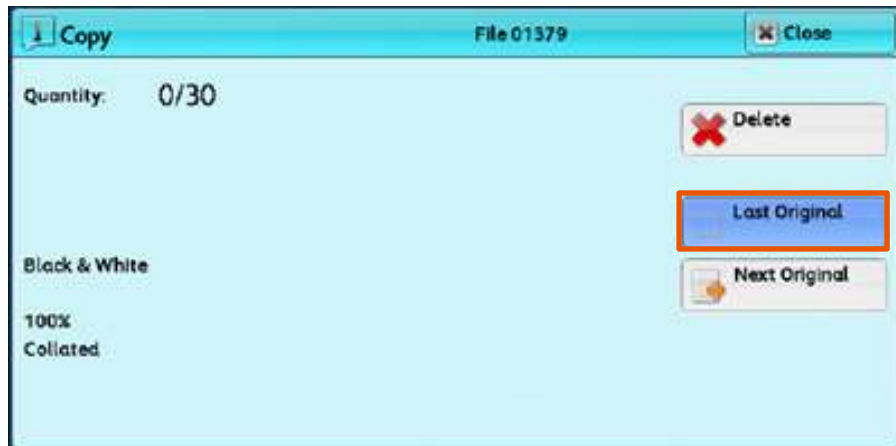 Copy File 01379 Close
Quantity: 0/30
Delete
Last Original
Black & White
Next Original
100%
Collated